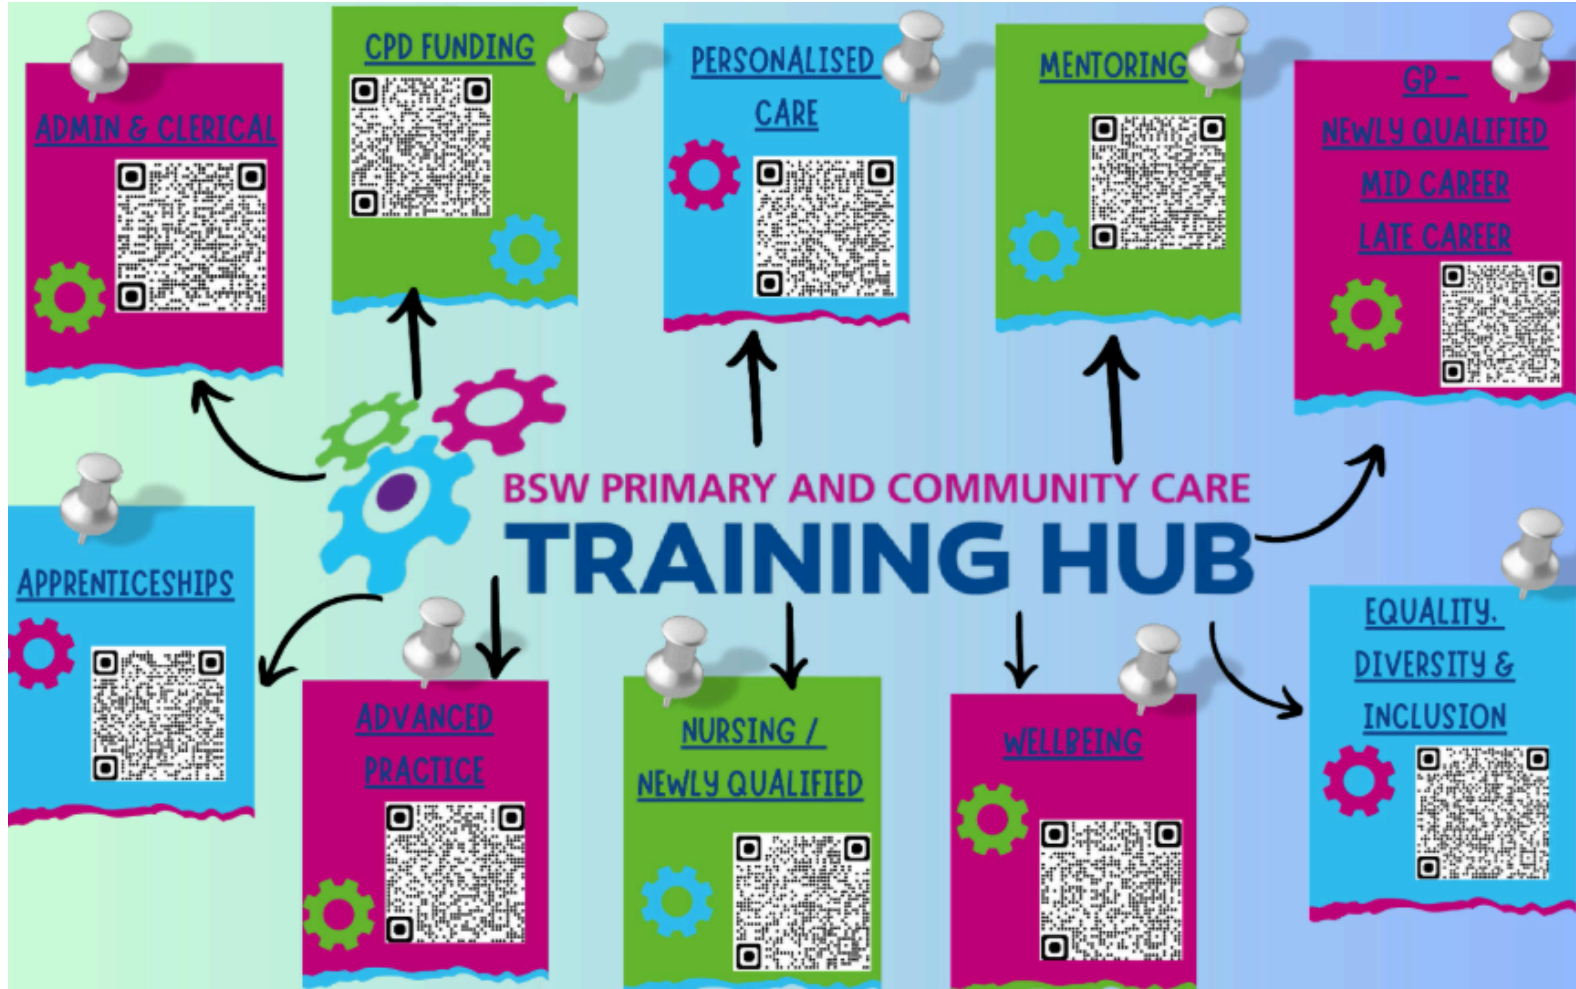 ADMIN & CLERICAL
CPD FUNDING
PERSONALISED
CARE
MENTORING
GP -
NEWLY QUALIFIED
MID CAREER
LATE CAREER
BSW PRIMARY AND COMMUNITY CARE
TRAINING HUB
APPRENTICESHIPS
ADVANCED
PRACTICE
NURSING /
NEWLY QUALIFIED
WELLBEING
EQUALITY,
DIVERSITY &
INCLUSION